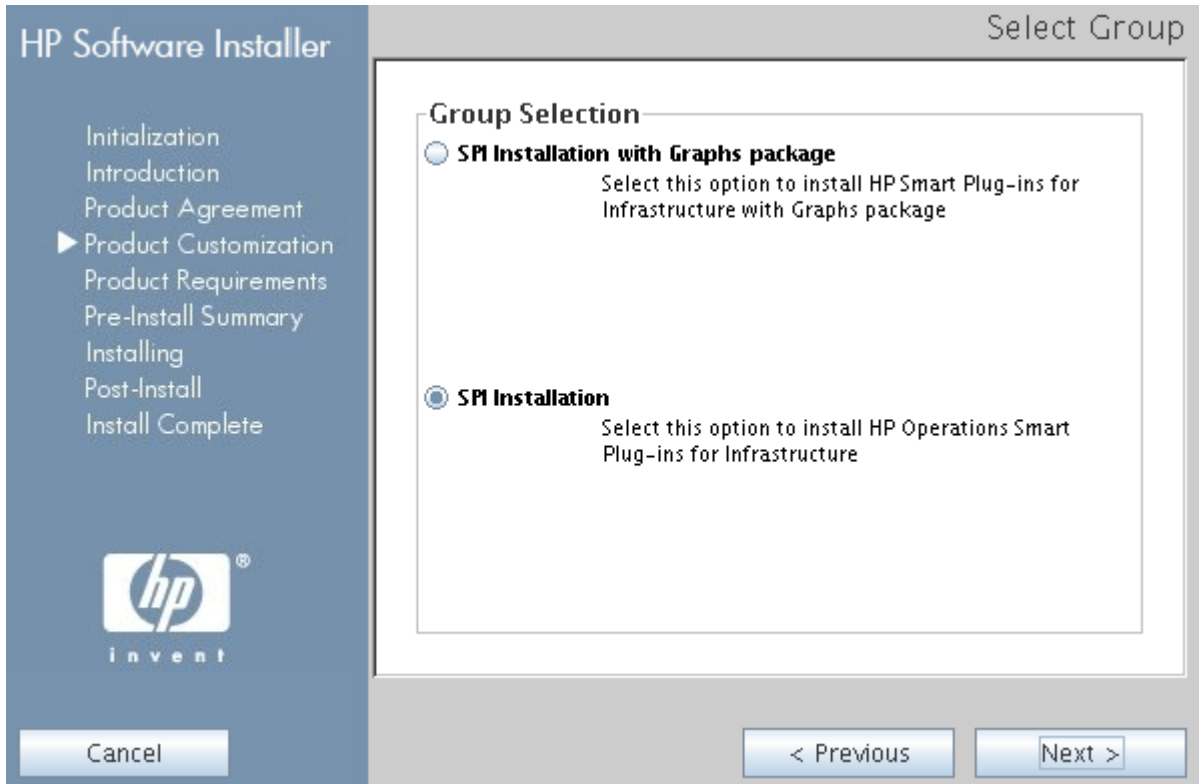 HP Software Installer
Initialization
Introduction
Product Agreement
Product Customization
Product Requirements
Pre-Install Summary
Installing
Post-Install
Install Complete
hp
®
invent
Cancel
Select Group
Group Selection
SPI Installation with Graphs package
Select this option to install HP Smart Plug-ins for
Infrastructure with Graphs package
SPI Installation
Select this option to install HP Operations Smart
Plug-ins for Infrastructure
< Previous
Next >